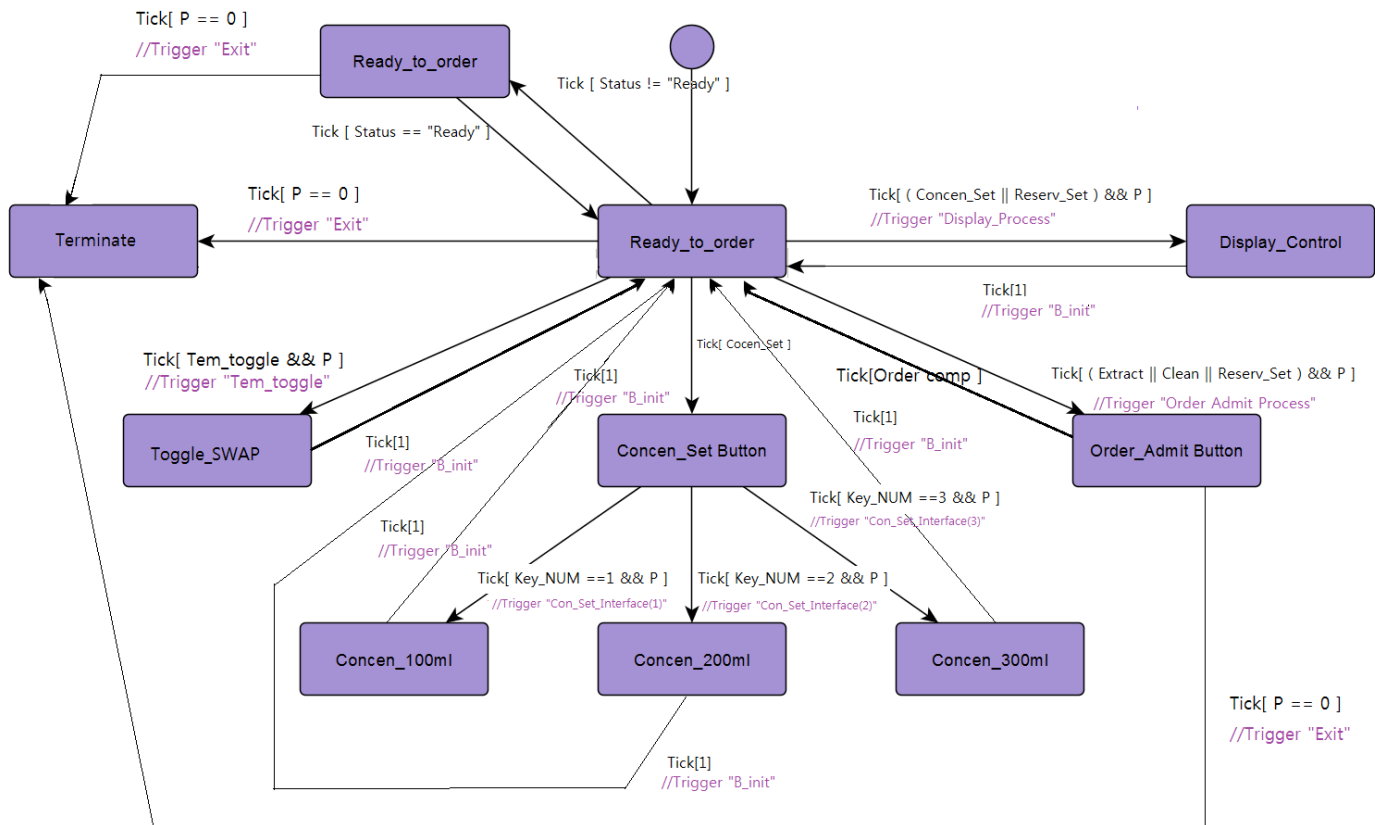 Tick[ P == 0 ]
//Trigger "Exit"
Ready_to_order
Tick [ Status != "Ready" ]
Tick [ Status == "Ready" ]
Tick[ P == 0 ]
//Trigger "Exit"
Tick[ ( Concen_Set || Reserv_Set ) && P ]
//Trigger "Display_Process"
Terminate
Ready_to_order
Display_Control
Tick[1]
//Trigger "B_init"
Tick[ Cocen_Set ]
Tick[ Tem_toggle && P ]
//Trigger "Tem_toggle"
Tick[1]
//Trigger "B_init"
Tick[Order comp ]
Tick[ ( Extract || Clean || Reserv_Set ) && P ]
//Trigger "Order Admit Process"
Toggle_SWAP
Tick[1]
//Trigger "B_init"
Concen_Set Button
Tick[1]
//Trigger "B_init"
Order_Admit Button
Tick[ Key_NUM ==3 && P ]
//Trigger "Con_Set_Interface(3)"
Tick[1]
//Trigger "B_init"
Tick[ Key_NUM ==1 && P ]
//Trigger "Con_Set_Interface(1)"
Tick[ Key_NUM ==2 && P ]
//Trigger "Con_Set_Interface(2)"
Concen_100ml
Concen_200ml
Concen_300ml
Tick[ P == 0 ]
//Trigger "Exit"
Tick[1]
//Trigger "B_init"